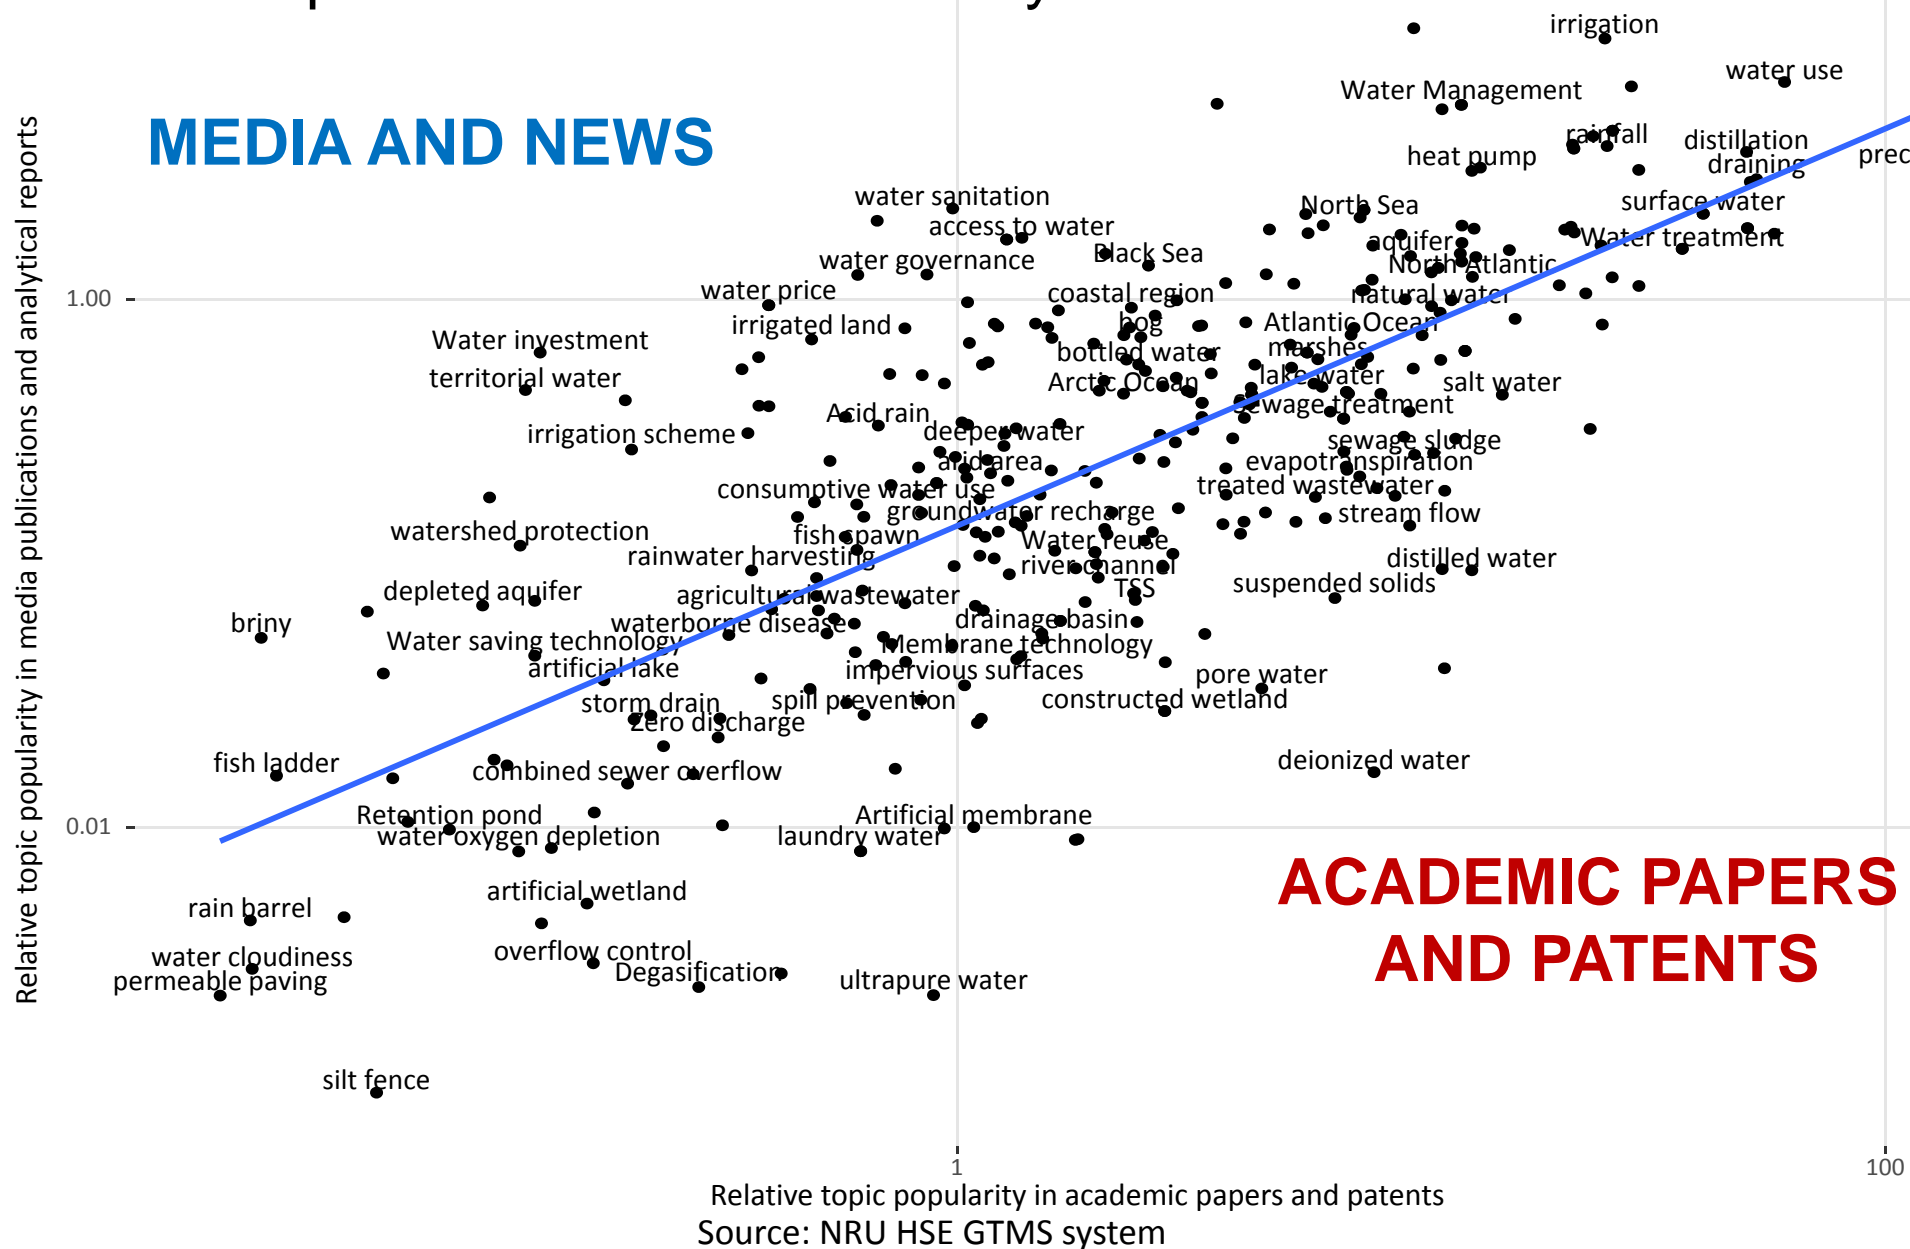 irrigation
water use
Water Management
MEDIA AND NEWS
rainfall
distillation
heat pump
draining
prec
water sanitation
North Sea
surface water
access to water
Black Sea
aquifer
Water treatment
water governance
North Atlantic
water price
coastal region
natural water
1.00
irrigated land
bog
Atlantic Ocean
Water investment
bottled water
marshes
territorial water
Arctic Ocean
lake water
salt water
Acid rain
sewage treatment
irrigation scheme
deeper water
sewage sludge
arid area
evapotranspiration
consumptive water use
treated wastewater
groundwater recharge
stream flow
watershed protection
fish spawn
Water reuse
rainwater harvesting
river channel
distilled water
depleted aquifer
agricultural wastewater
TSS
suspended solids
briny
waterborne disease
drainage basin
Water saving technology
Membrane technology
artificial lake
impervious surfaces
pore water
storm drain
spill prevention
constructed wetland
Zero discharge
fish ladder
combined sewer overflow
deionized water
Retention pond
Artificial membrane
0.01
water oxygen depletion
laundry water
ACADEMIC PAPERS
AND PATENTS
artificial wetland
rain barrel
overflow control
water cloudiness
Degasification
permeable paving
ultrapure water
silt fence
Relative topic popularity in media publications and analytical reports
1
100
Relative topic popularity in academic papers and patents
Source: NRU HSE GTMS system